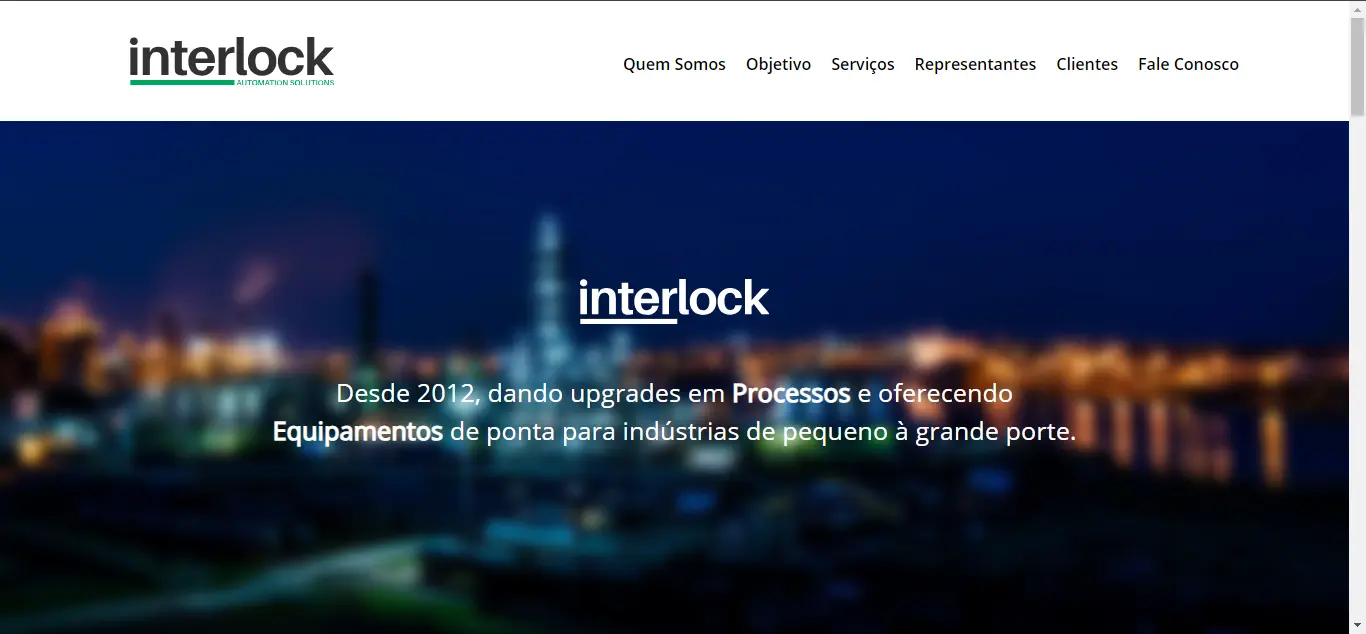 interlock
AUTOMATION SOLUTIONS
Quem Somos Objetivo Serviços Representantes Clientes Fale Conosco
interlock
Desde 2012, dando upgrades em Processos e oferecendo
Equipamentos de ponta para indústrias de pequeno à grande porte.